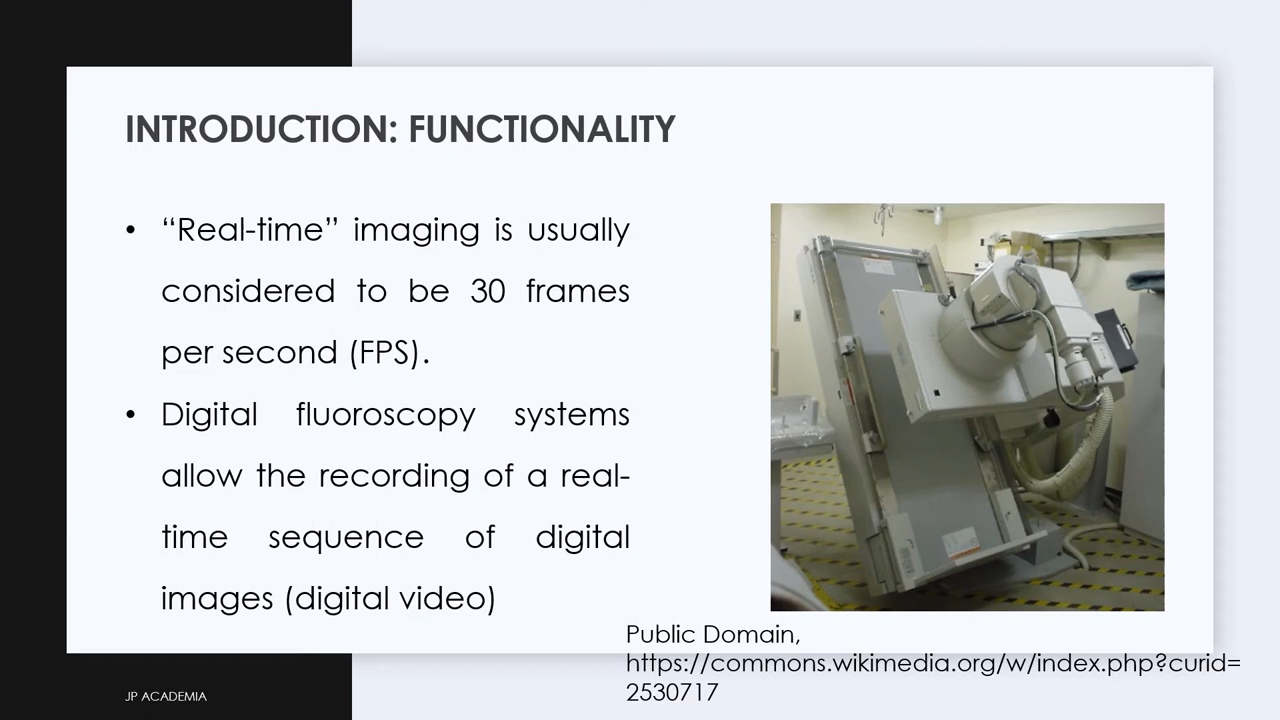 INTRODUCTION: FUNCTIONALITY
• “Real-time” imaging is usually
considered to be 30 frames
per second (FPS).
• Digital fluoroscopy systems
allow the recording of a real-
time sequence of digital
images (digital video)
Public Domain,
https://commons.wikimedia.org/w/index.php?curid=
2530717
JP ACADEMIA